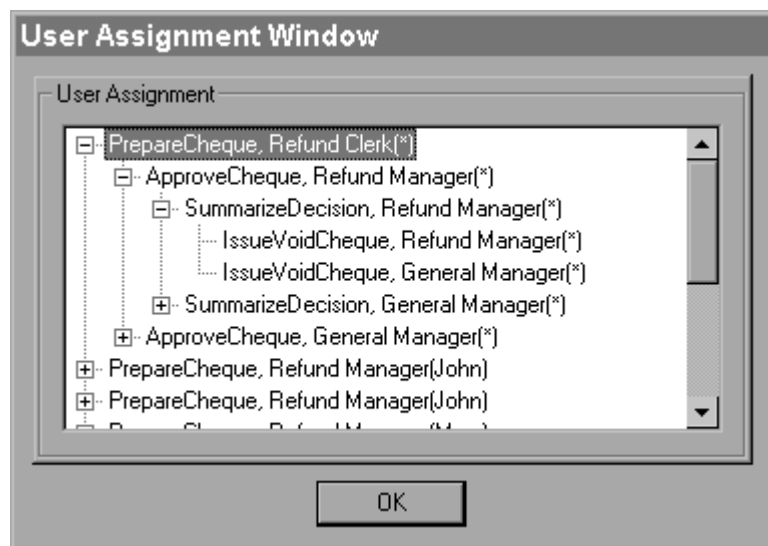 User Assignment Window
User Assignment
PrepareCheque, Refund Clerk(*)
ApproveCheque, Refund Manager(*)
SummarizeDecision, Refund Manager(*)
IssueVoidCheque, Refund Manager(*)
IssueVoidCheque, General Manager(*)
SummarizeDecision, General Manager(*)
ApproveCheque, General Manager(*)
PrepareCheque, Refund Manager(John)
PrepareCheque, Refund Manager(John)
OK